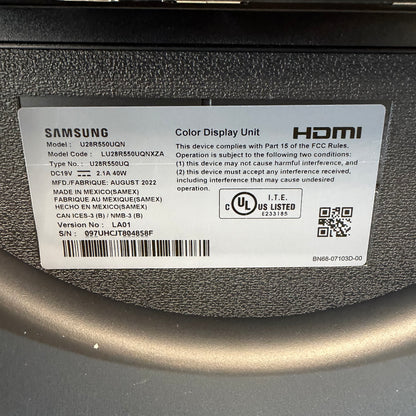 SAMSUNG
Model : U28R550UQN
Model Code : LU28R550UQNXZA
Type No. : U28R550UQ
DC19V ⎓ 2.1A 40W
MFD./FABRIQUE: AUGUST 2022
MADE IN MEXICO(SAMEX)
FABRIQUE AU MEXIQUE(SAMEX)
HECHO EN MEXICO(SAMEX)
CAN ICES-3 (B) / NMB-3 (B)
Version No : LA01
S/N : 097UHCJT804858F
Color Display Unit
HDMI
This device complies with Part 15 of the FCC Rules.
Operation is subject to the following two conditions:
(1) this device may not cause harmful interference, and
(2) this device must accept any interference received,
including interference that may cause undesired operation.
C UL US LISTED
I.T.E.
E233185
BN68-07103D-00